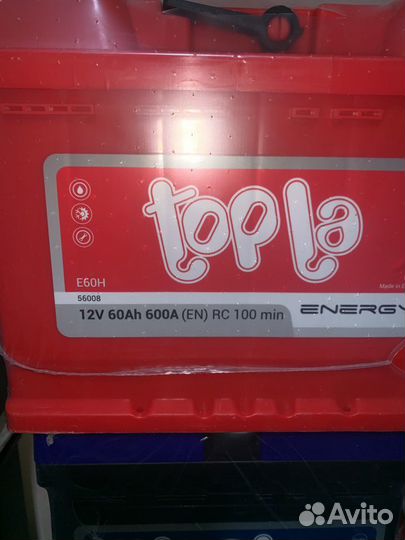 topla
E60H
56008
Made in E
12V 60Ah 600A (EN) RC 100 min
ENERGY
Avito